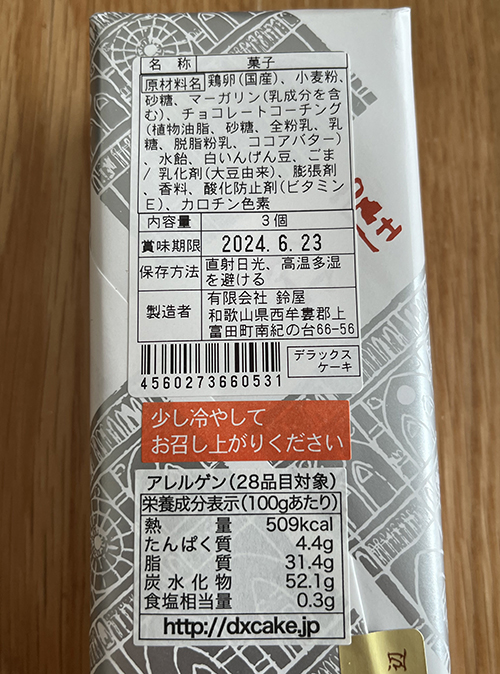 名称 菓子
原材料名 鶏卵(国産)、小麦粉、
砂糖、マーガリン(乳成分を含
む)、チョコレートコーチング
(植物油脂、砂糖、全粉乳、乳
糖、脱脂粉乳、ココアバター)
、水飴、白いんげん豆、ごま
/ 乳化剤(大豆由来)、膨張剤
、香料、酸化防止剤(ビタミン
E)、カロチン色素
内容量 3個
賞味期限 2024.6.23
保存方法 直射日光、高温多湿
を避ける
製造者 有限会社 鈴屋
和歌山県西牟婁郡上
富田町南紀の台66-56
4560273660531
デラックス
ケーキ
少し冷やして
お召し上がりください
アレルゲン(28品目対象)
栄養成分表示(100gあたり)
熱量 509kcal
たんぱく質 4.4g
脂質 31.4g
炭水化物 52.1g
食塩相当量 0.3g
http://dxcake.jp
辺